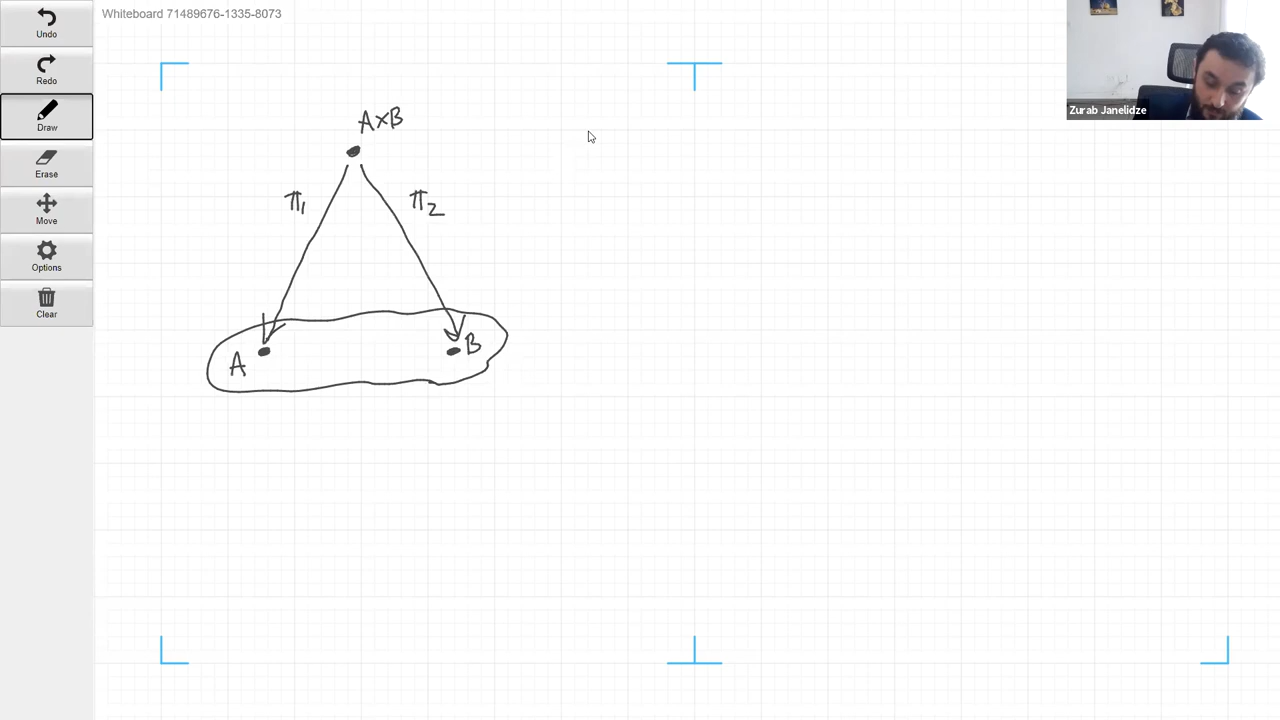 Whiteboard 71489676-1335-8073
Undo
Redo
Draw
Erase
Move
Options
Clear
Zurab Janelidze
A×B
π₁ π₂
A B